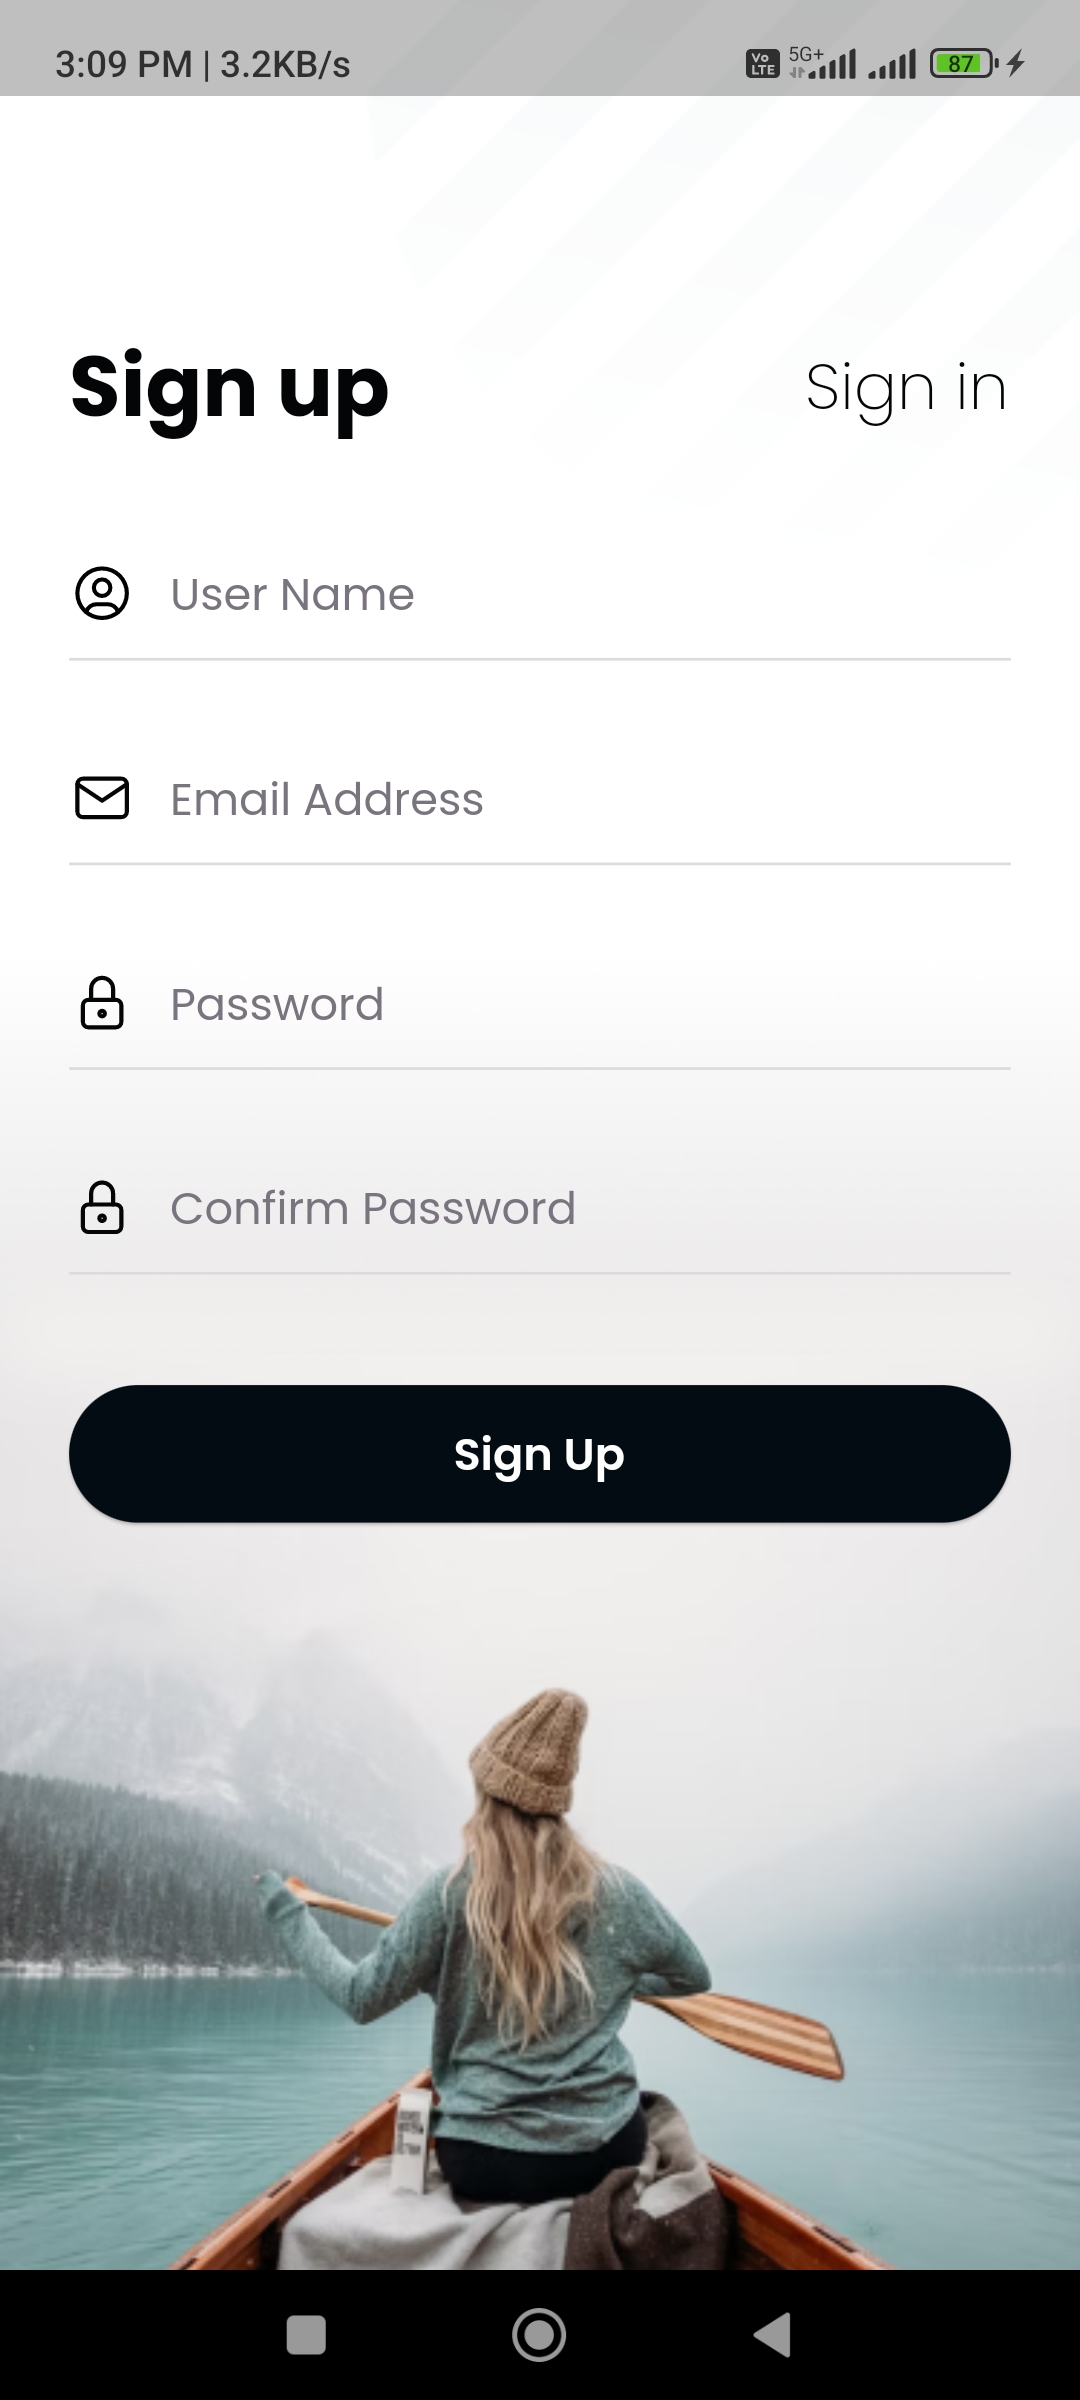 3:09 PM | 3.2KB/s Vo LTE 5G+ 87
Sign up Sign in
User Name
Email Address
Password
Confirm Password
Sign Up